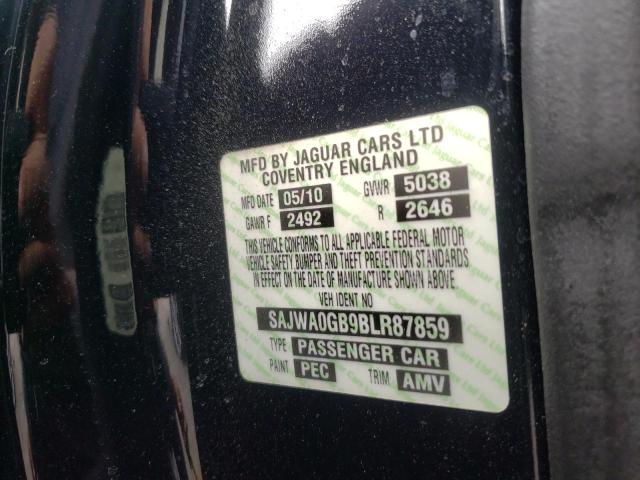 MFD BY JAGUAR CARS LTD
COVENTRY ENGLAND
MFD DATE 05/10 GVWR 5038
GAWR F 2492 R 2646
THIS VEHICLE CONFORMS TO ALL APPLICABLE FEDERAL MOTOR
VEHICLE SAFETY BUMPER AND THEFT PREVENTION STANDARDS
IN EFFECT ON THE DATE OF MANUFACTURE SHOWN ABOVE
VEH IDENT NO
SAJWA0GB9BLR87859
TYPE PASSENGER CAR
PAINT PEC TRIM AMV